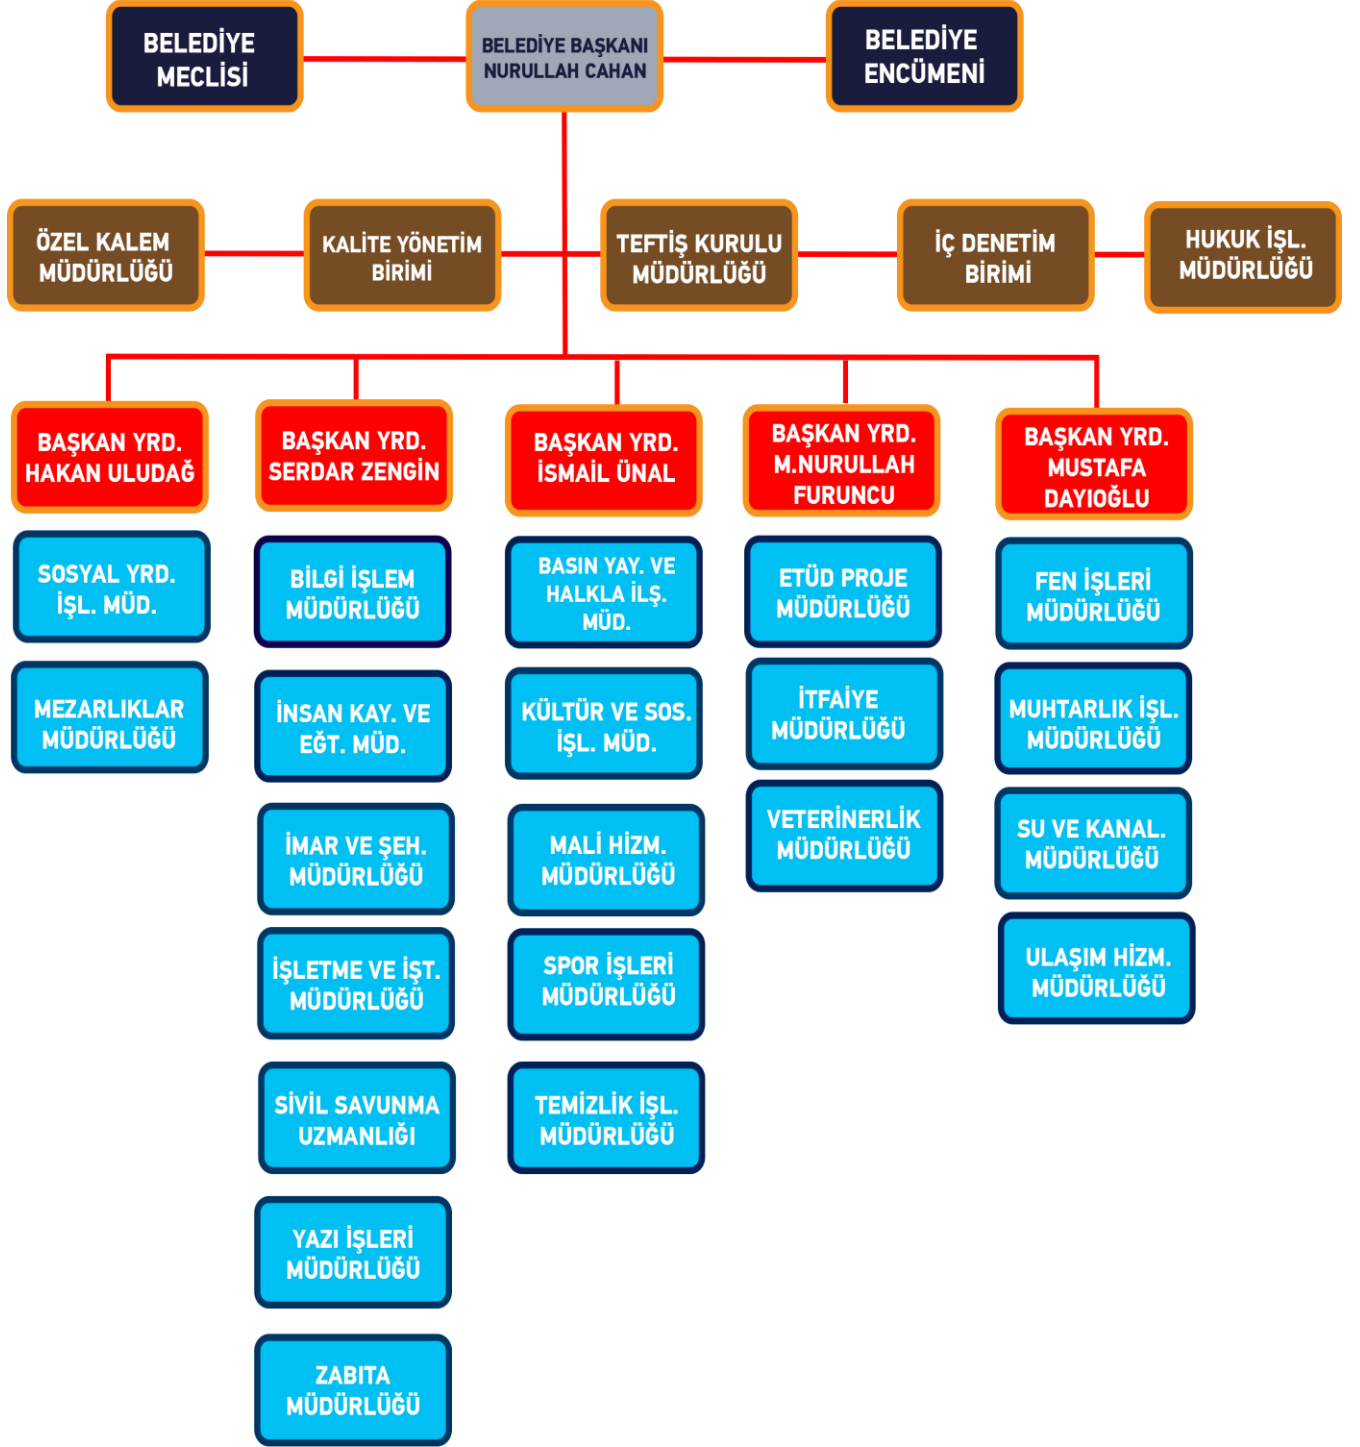 BELEDİYE
MECLİSİ
BELEDİYE BAŞKANI
NURULLAH CAHAN
BELEDİYE
ENCÜMENİ
ÖZEL KALEM
MÜDÜRLÜĞÜ
KALİTE YÖNETİM
BİRİMİ
TEFTİŞ KURULU
MÜDÜRLÜĞÜ
İÇ DENETİM
BİRİMİ
HUKUK İŞL.
MÜDÜRLÜĞÜ
BAŞKAN YRD.
HAKAN ULUDAĞ
SOSYAL YRD.
İŞL. MÜD.
MEZARLIKLAR
MÜDÜRLÜĞÜ
BAŞKAN YRD.
SERDAR ZENGİN
BİLGİ İŞLEM
MÜDÜRLÜĞÜ
İNSAN KAY. VE
EĞT. MÜD.
İMAR VE ŞEH.
MÜDÜRLÜĞÜ
İŞLETME VE İŞT.
MÜDÜRLÜĞÜ
SİVİL SAVUNMA
UZMANLIĞI
YAZI İŞLERİ
MÜDÜRLÜĞÜ
ZABITA
MÜDÜRLÜĞÜ
BAŞKAN YRD.
İSMAİL ÜNAL
BASIN YAY. VE
HALKLA İLŞ.
MÜD.
KÜLTÜR VE SOS.
İŞL. MÜD.
MALİ HİZM.
MÜDÜRLÜĞÜ
SPOR İŞLERİ
MÜDÜRLÜĞÜ
TEMİZLİK İŞL.
MÜDÜRLÜĞÜ
BAŞKAN YRD.
M.NURULLAH
FURUNCU
ETÜD PROJE
MÜDÜRLÜĞÜ
İTFAİYE
MÜDÜRLÜĞÜ
VETERİNERLİK
MÜDÜRLÜĞÜ
BAŞKAN YRD.
MUSTAFA
DAYIOĞLU
FEN İŞLERİ
MÜDÜRLÜĞÜ
MUHTARLIK İŞL.
MÜDÜRLÜĞÜ
SU VE KANAL.
MÜDÜRLÜĞÜ
ULAŞIM HİZM.
MÜDÜRLÜĞÜ